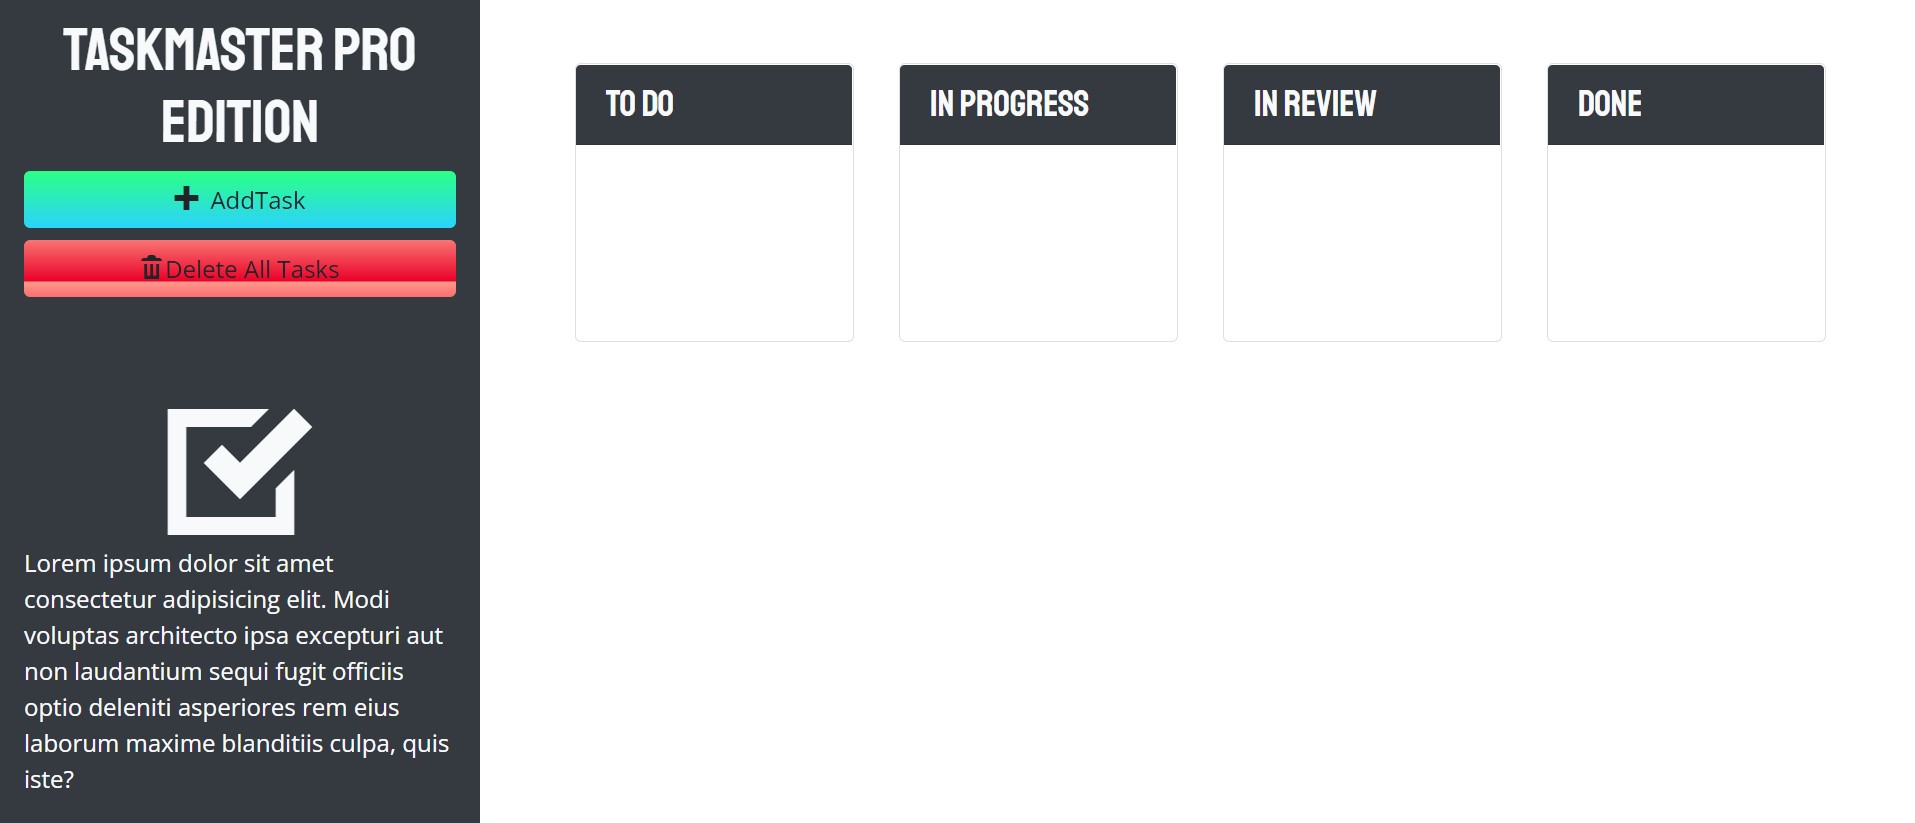 TASKMASTER PRO
EDITION
AddTask
Delete All Tasks
Lorem ipsum dolor sit amet
consectetur adipisicing elit. Modi
voluptas architecto ipsa excepturi aut
non laudantium sequi fugit officiis
optio deleniti asperiores rem eius
laborum maxime blanditiis culpa, quis
iste?
TO DO
IN PROGRESS
IN REVIEW
DONE